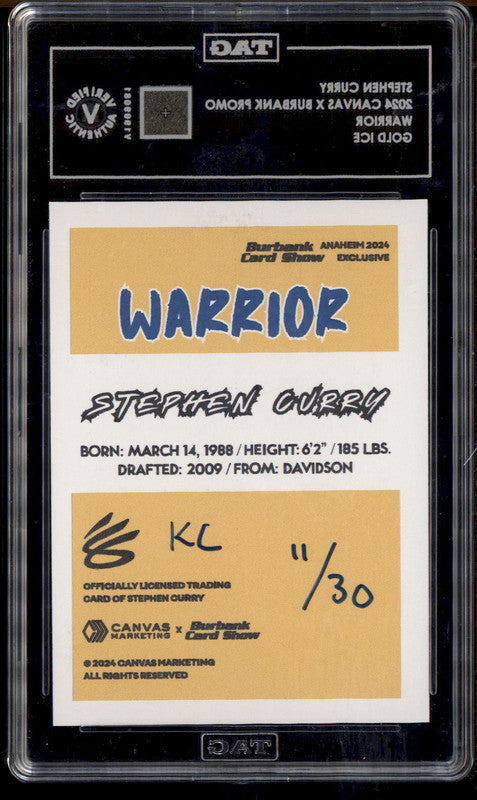 TAG
STEPHEN CURRY
2024 CANVAS X BURBANK PROMO
WARRIOR
GOLD ICE
VERIFIED
V
AUTHENTIC
Burbank
Card Show
ANAHEIM 2024
EXCLUSIVE
WARRIOR
STEPHEN CURRY
BORN: MARCH 14, 1988 / HEIGHT: 6'2" / 185 LBS.
DRAFTED: 2009 / FROM: DAVIDSON
KC
11/30
OFFICIALLY LICENSED TRADING
CARD OF STEPHEN CURRY
CANVAS
MARKETING
x
Burbank
Card Show
© 2024 CANVAS MARKETING
ALL RIGHTS RESERVED
TAG